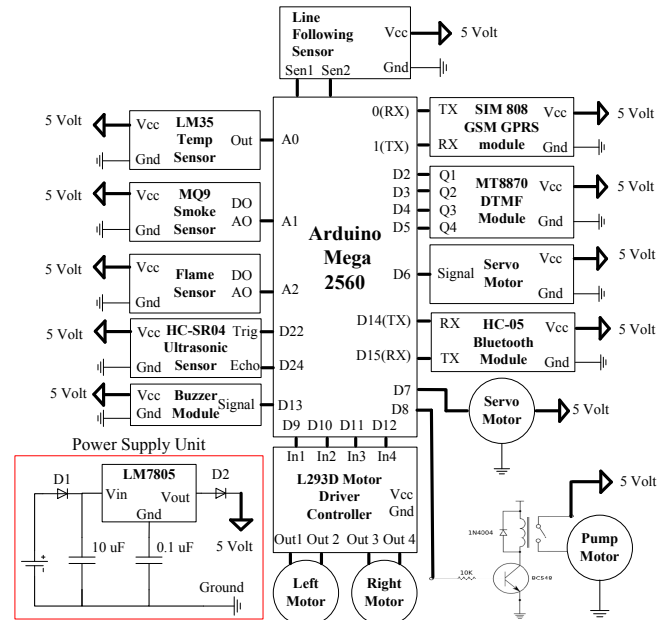 Line
Following
Sensor
Vcc
Gnd
5 Volt
Sen1 Sen2
5 Volt
Vcc
Gnd
LM35
Temp
Sensor
Out
A0
5 Volt
Vcc
Gnd
MQ9
Smoke
Sensor
DO
AO
A1
5 Volt
Vcc
Gnd
Flame
Sensor
DO
AO
A2
5 Volt
Vcc
Gnd
HC-SR04
Ultrasonic
Sensor
Trig
Echo
D22
D24
5 Volt
Vcc
Gnd
Buzzer
Module
Signal
D13
Arduino
Mega
2560
0(RX)
1(TX)
TX
RX
SIM 808
GSM GPRS
module
Vcc
Gnd
5 Volt
D2
D3
D4
D5
Q1
Q2
Q3
Q4
MT8870
DTMF
Module
Vcc
Gnd
5 Volt
D6
Signal
Servo
Motor
Vcc
Gnd
5 Volt
D14(TX)
D15(RX)
RX
TX
HC-05
Bluetooth
Module
Vcc
Gnd
5 Volt
D7
D8
Servo
Motor
5 Volt
D9 D10 D11 D12
In1 In2 In3 In4
L293D Motor
Driver
Controller
Vcc
Gnd
Out1 Out 2 Out 3 Out 4
Left
Motor
Right
Motor
Power Supply Unit
D1
LM7805
Vin
Vout
Gnd
D2
10 uF
0.1 uF
5 Volt
Ground
1N4004
10K
BC548
5 Volt
Pump
Motor